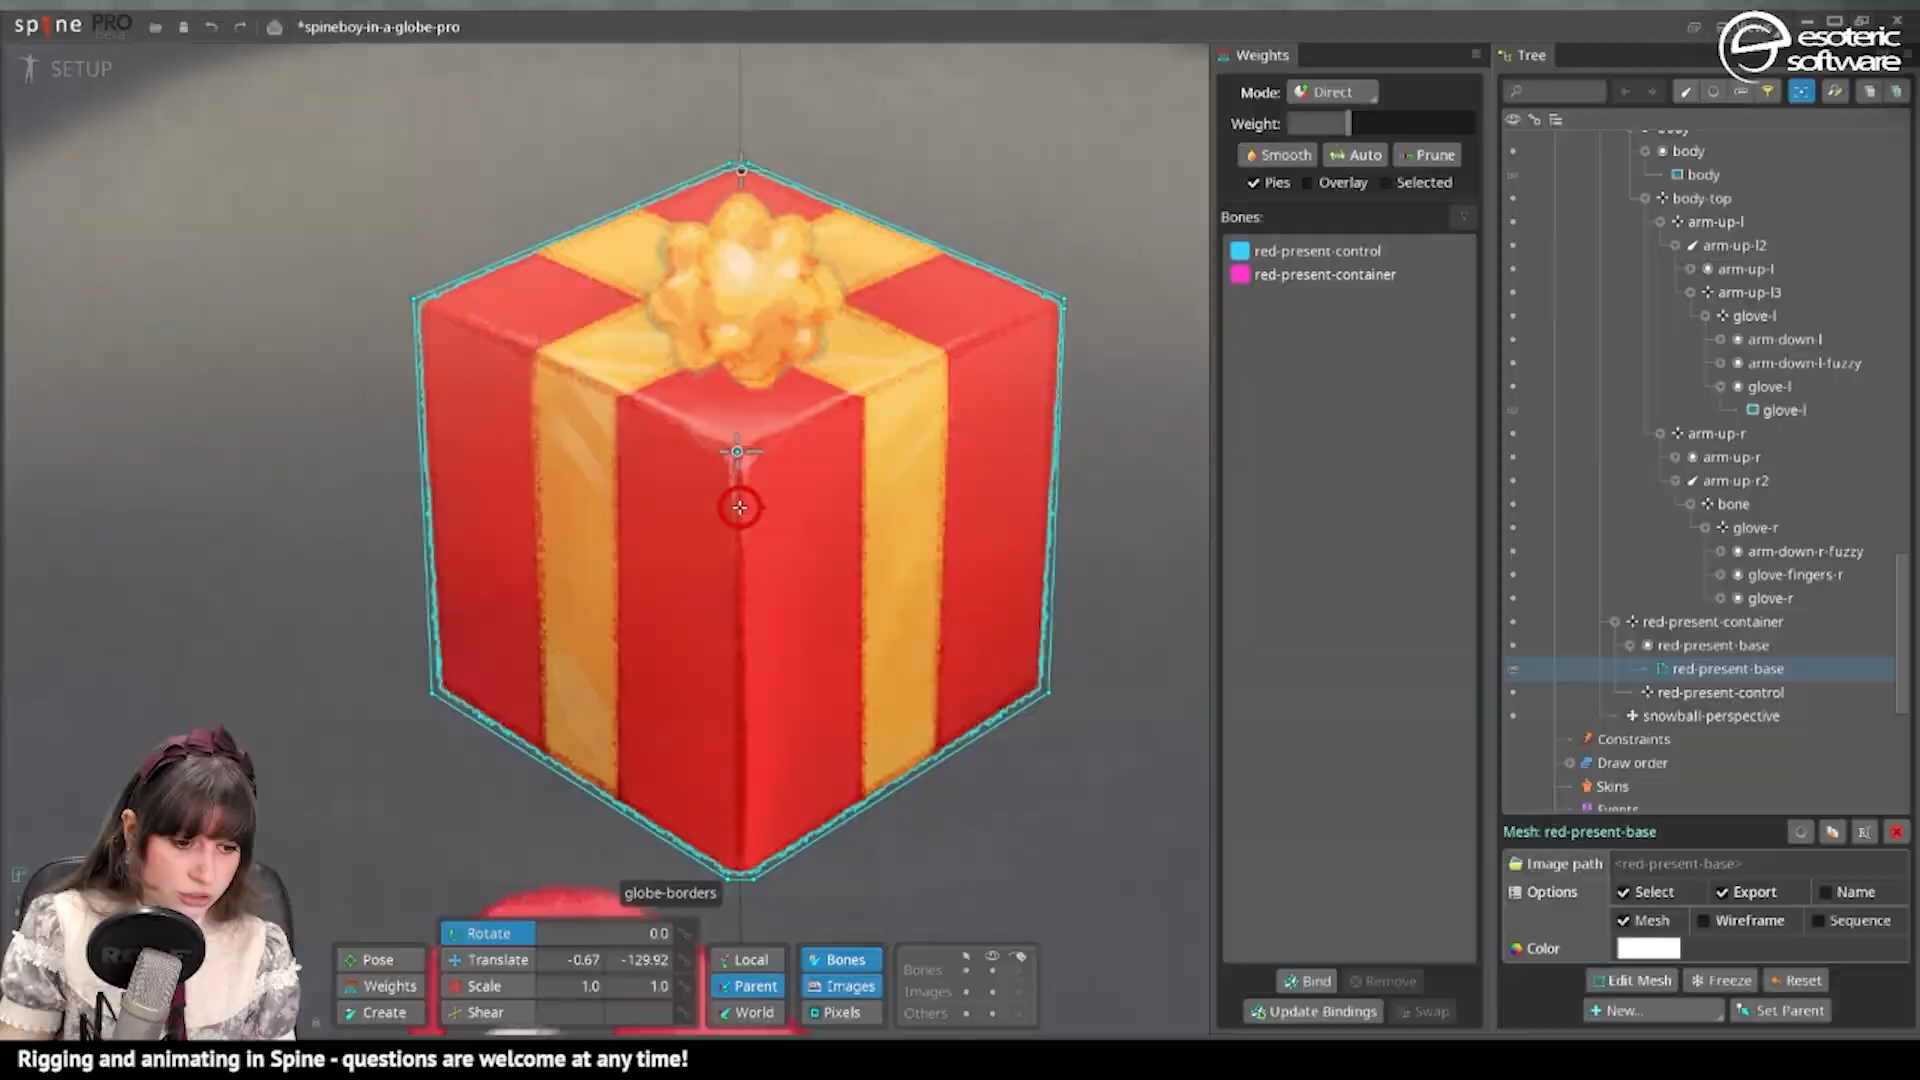 spine PRO
Beta
*spineboy-in-a-globe-pro
esoteric
software
SETUP
globe-borders
Pose
Weights
Create
Rotate 0.0
Translate -0.67 -129.92
Scale 1.0 1.0
Shear
Local
Parent
World
Bones
Images
Pixels
Bones
Images
Others
Weights
Mode: Direct
Weight:
Smooth Auto Prune
Pies Overlay Selected
Bones:
red-present-control
red-present-container
Bind Remove
Update Bindings Swap
Tree
body
body
body
body-top
arm-up-l
arm-up-l2
arm-up-l
arm-up-l3
glove-l
arm-down-l
arm-down-l-fuzzy
glove-l
glove-l
arm-up-r
arm-up-r
arm-up-r2
bone
glove-r
arm-down-r-fuzzy
glove-fingers-r
glove-r
red-present-container
red-present-base
red-present-base
red-present-control
snowball-perspective
Constraints
Draw order
Skins
Events
Mesh: red-present-base
Image path <red-present-base>
Options Select Export Name
Mesh Wireframe Sequence
Color
Edit Mesh Freeze Reset
New... Set Parent
Rigging and animating in Spine - questions are welcome at any time!